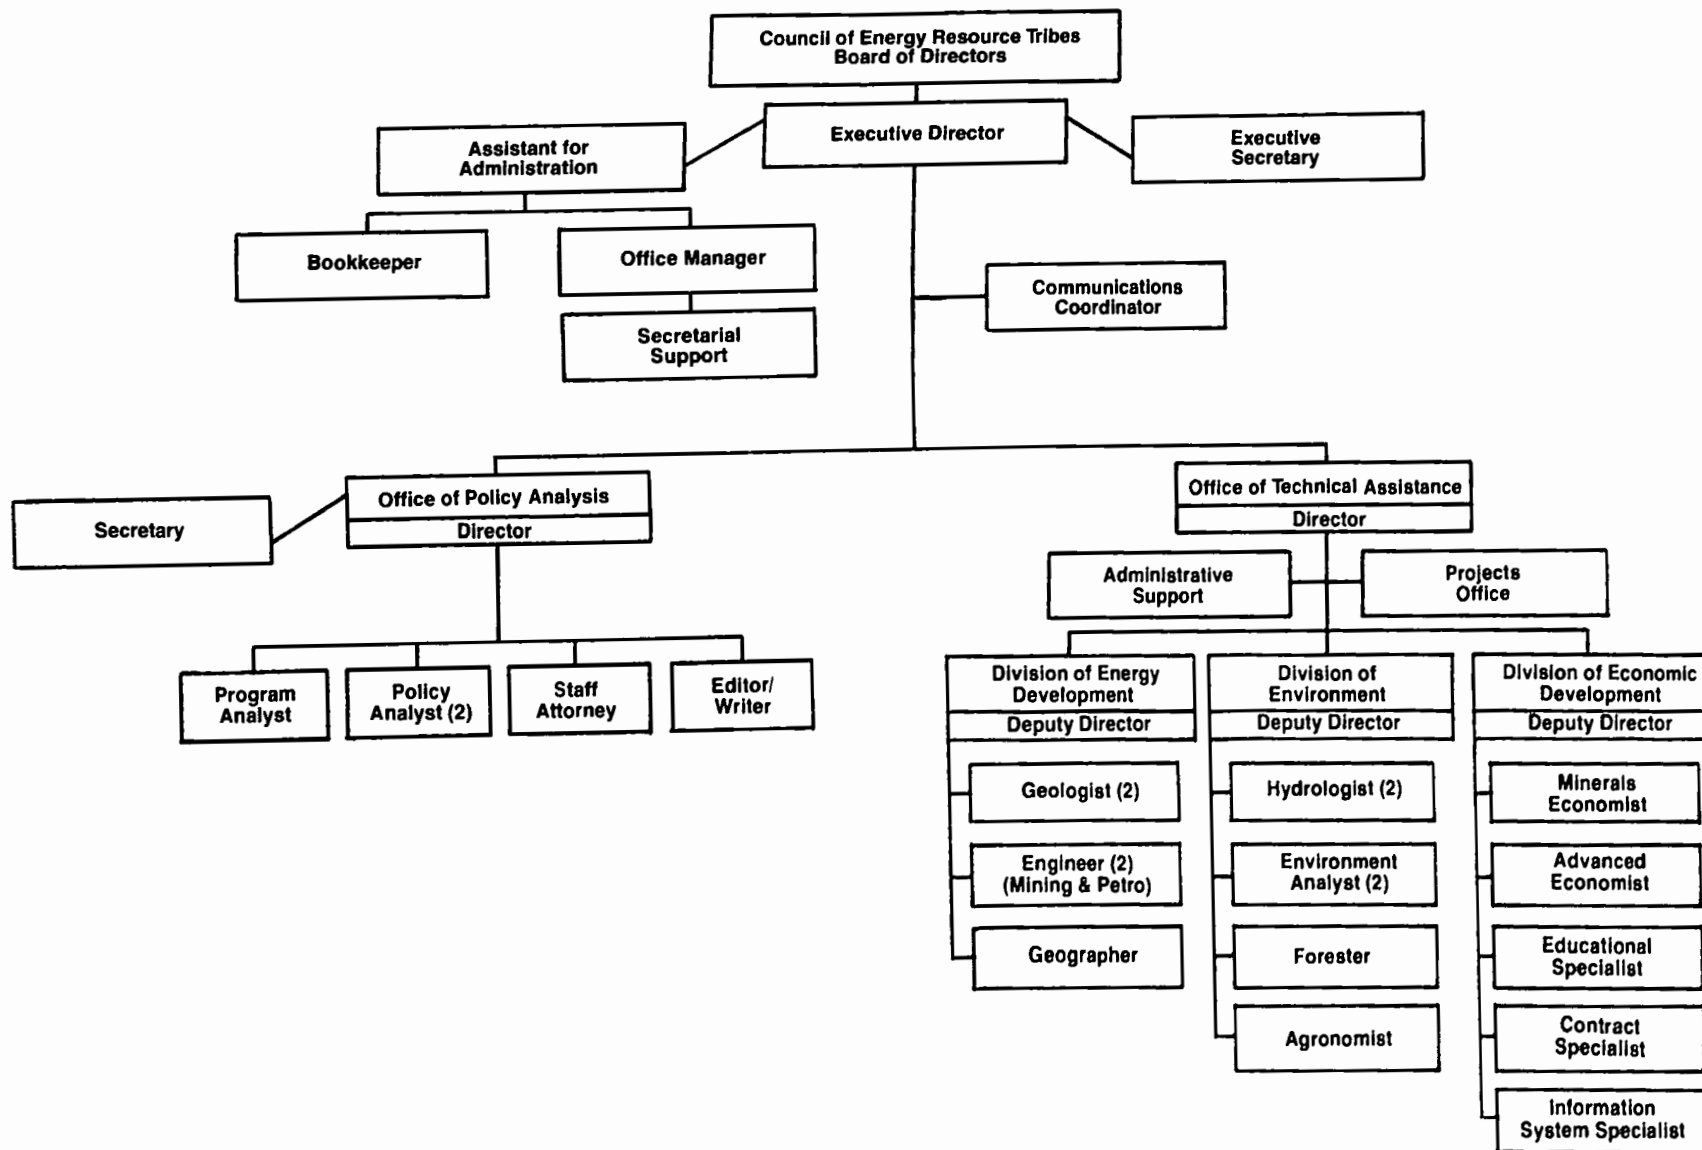 Council of Energy Resource Tribes
Board of Directors
Executive Director
Assistant for
Administration
Executive
Secretary
Bookkeeper
Office Manager
Secretarial
Support
Communications
Coordinator
Office of Policy Analysis
Director
Secretary
Office of Technical Assistance
Director
Administrative
Support
Projects
Office
Program
Analyst
Policy
Analyst (2)
Staff
Attorney
Editor/
Writer
Division of Energy
Development
Deputy Director
Geologist (2)
Engineer (2)
(Mining & Petro)
Geographer
Division of
Environment
Deputy Director
Hydrologist (2)
Environment
Analyst (2)
Forester
Agronomist
Division of Economic
Development
Deputy Director
Minerals
Economist
Advanced
Economist
Educational
Specialist
Contract
Specialist
Information
System Specialist